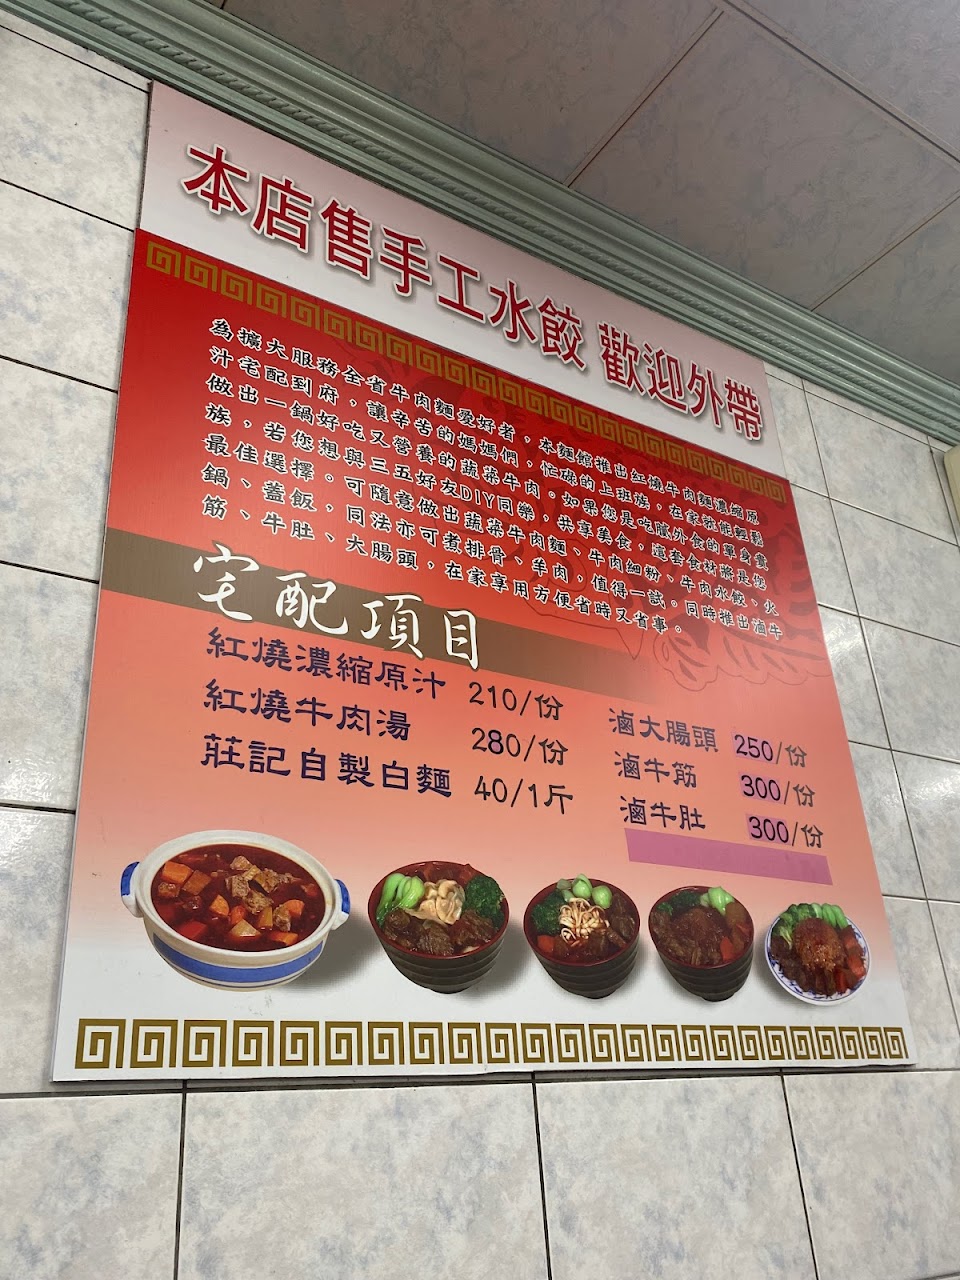 本店售手工水餃 歡迎外帶
為擴大服務全省牛肉麵愛好者，本麵館推出紅燒牛肉麵濃縮原
汁宅配到府，讓辛苦的媽媽們，忙碌的上班族，在家就能輕鬆
做出一鍋好吃又營養的蔬菜牛肉。如果您是吃膩外食的單身貴
族，若您想與三五好友DIY同樂，共享美食，這套食材將是您
最佳選擇。可隨意做出蔬菜牛肉麵、牛肉細粉、牛肉水餃、火
鍋、蓋飯，同法亦可煮排骨、羊肉，值得一試。同時推出滷牛
筋、牛肚、大腸頭，在家享用方便省時又省事。
宅配項目
紅燒濃縮原汁 210/份
紅燒牛肉湯 280/份
莊記自製白麵 40/1斤
滷大腸頭 250/份
滷牛筋 300/份
滷牛肚 300/份